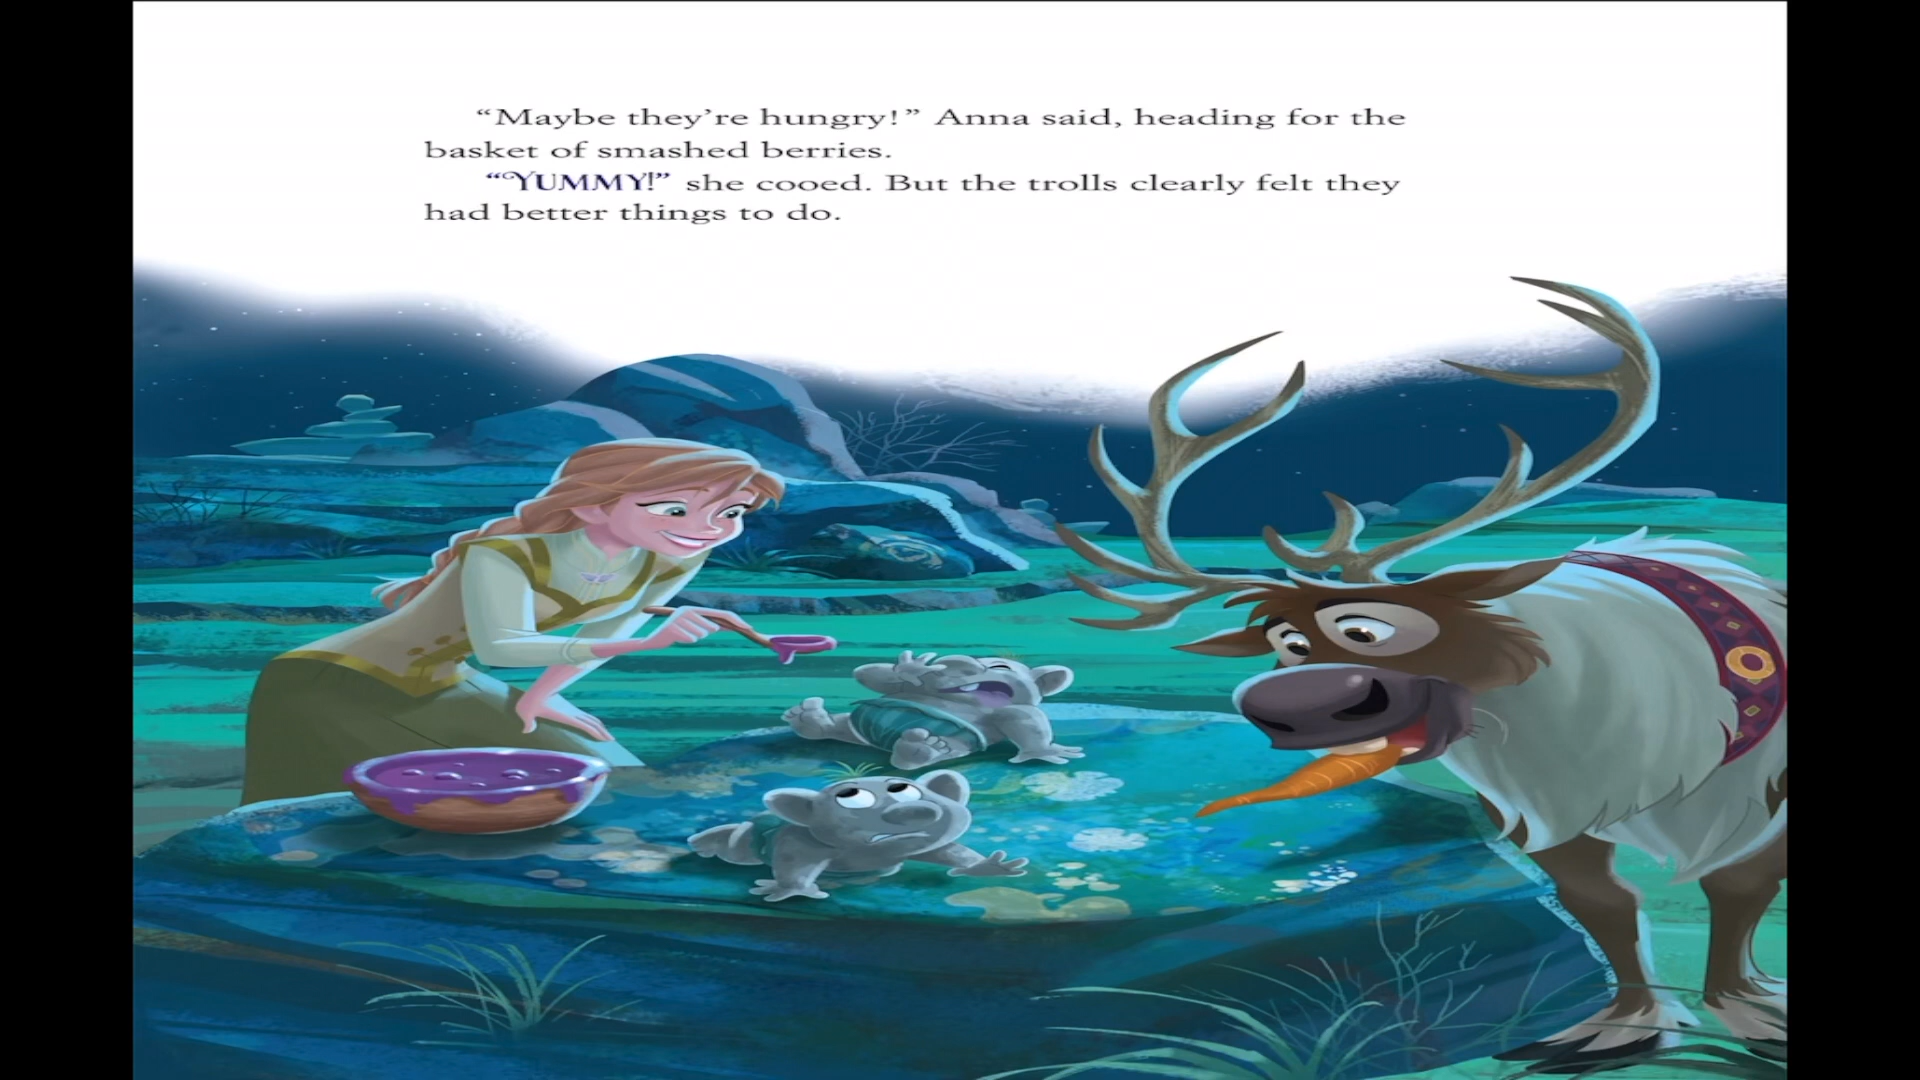 “Maybe they’re hungry!” Anna said, heading for the
basket of smashed berries.
“YUMMY!” she cooed. But the trolls clearly felt they
had better things to do.